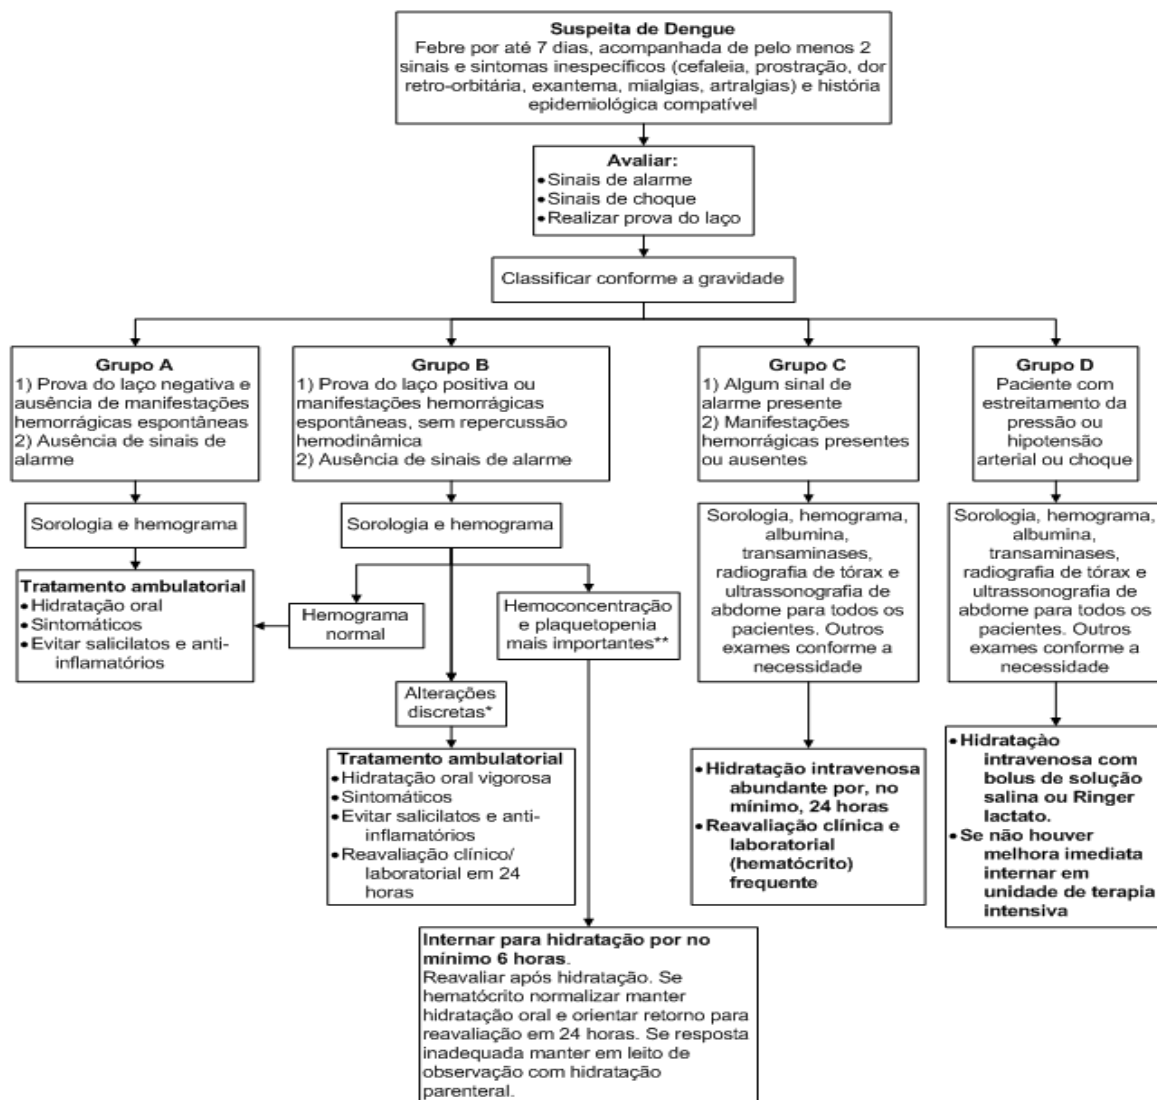 Suspeita de Dengue
Febre por até 7 dias, acompanhada de pelo menos 2
sinais e sintomas inespecíficos (cefaleia, prostração, dor
retro-orbitária, exantema, mialgias, artralgias) e história
epidemiológica compatível
Avaliar:
•Sinais de alarme
•Sinais de choque
•Realizar prova do laço
Classificar conforme a gravidade
Grupo A
1) Prova do laço negativa e
ausência de manifestações
hemorrágicas espontâneas
2) Ausência de sinais de
alarme
Sorologia e hemograma
Tratamento ambulatorial
•Hidratação oral
•Sintomáticos
•Evitar salicilatos e anti-
inflamatórios
Grupo B
1) Prova do laço positiva ou
manifestações hemorrágicas
espontâneas, sem repercussão
hemodinâmica
2) Ausência de sinais de alarme
Sorologia e hemograma
Hemograma
normal
Hemoconcentração
e plaquetopenia
mais importantes**
Alterações
discretas*
Tratamento ambulatorial
•Hidratação oral vigorosa
•Sintomáticos
•Evitar salicilatos e anti-
inflamatórios
•Reavaliação clínico/
laboratorial em 24
horas
Internar para hidratação por no
mínimo 6 horas.
Reavaliar após hidratação. Se
hematócrito normalizar manter
hidratação oral e orientar retorno para
reavaliação em 24 horas. Se resposta
inadequada manter em leito de
observação com hidratação
parenteral.
Grupo C
1) Algum sinal de
alarme presente
2) Manifestações
hemorrágicas presentes
ou ausentes
Sorologia, hemograma,
albumina,
transaminases,
radiografia de tórax e
ultrassonografia de
abdome para todos os
pacientes. Outros
exames conforme a
necessidade
•Hidratação intravenosa
abundante por, no
mínimo, 24 horas
•Reavaliação clínica e
laboratorial
(hematócrito)
frequente
Grupo D
Paciente com
estreitamento da
pressão ou
hipotensão
arterial ou choque
Sorologia, hemograma,
albumina,
transaminases,
radiografia de tórax e
ultrassonografia de
abdome para todos os
pacientes. Outros
exames conforme a
necessidade
•Hidrataçào
intravenosa com
bolus de solução
salina ou Ringer
lactato.
•Se não houver
melhora imediata
internar em
unidade de terapia
intensiva